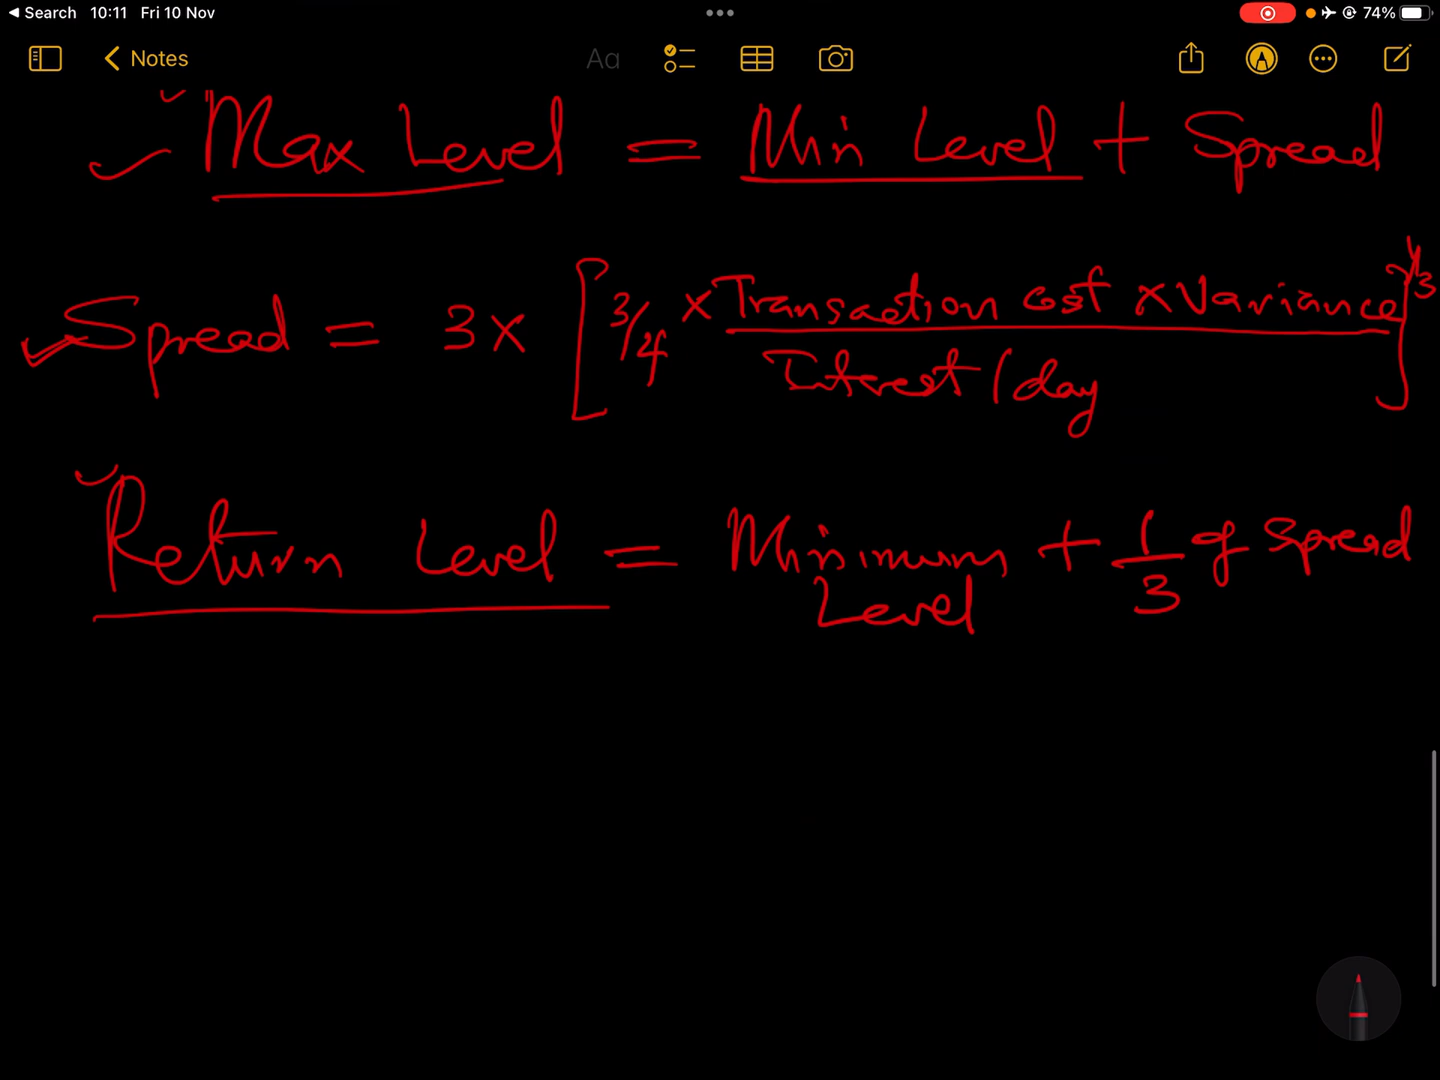 Search 10:11 Fri 10 Nov 74%
Notes Aa
Max Level = Min Level + Spread
Spread = 3 x [3/4 x Transaction cost x Variance / Interest / day]^1/3
Return Level = Minimum Level + 1/3 of Spread